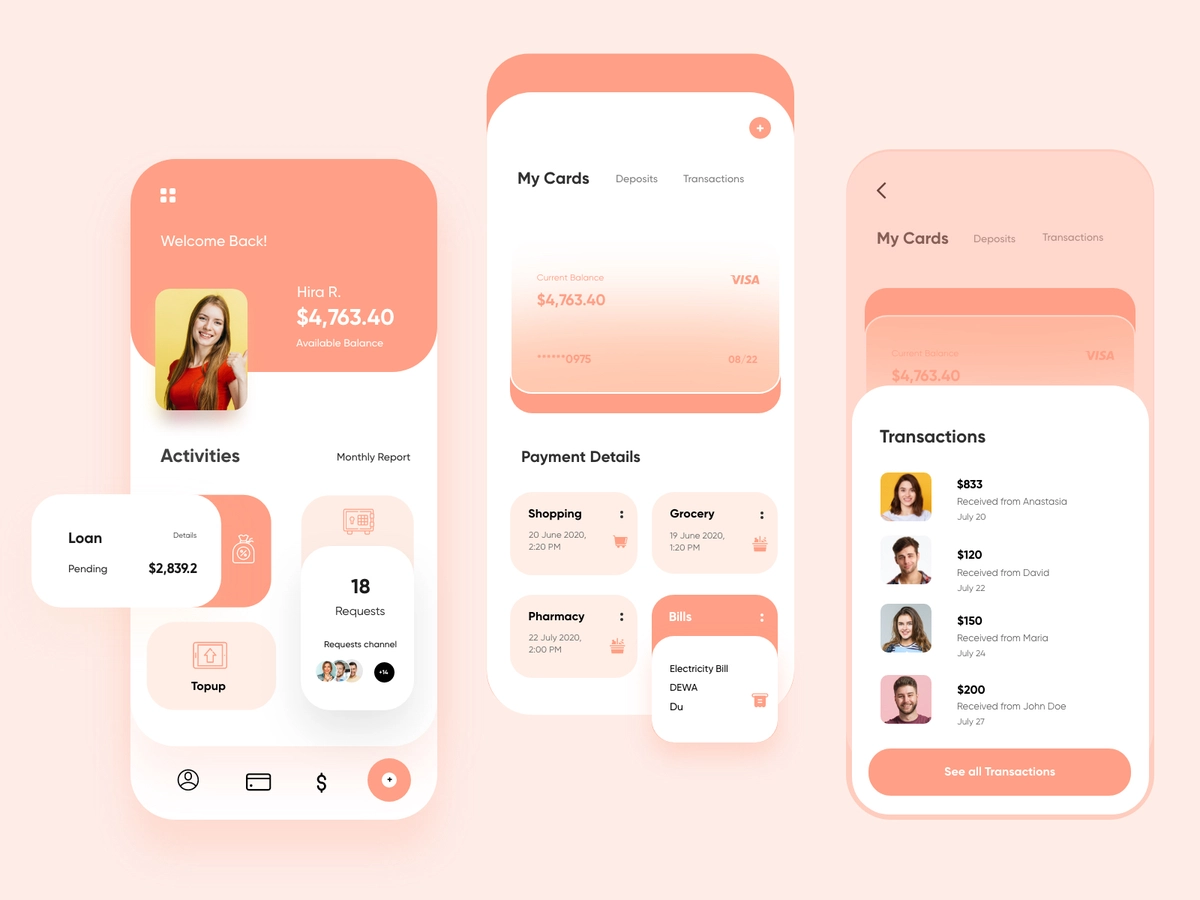 Welcome Back!
Hira R.
$4,763.40
Available Balance
Activities
Monthly Report
Loan
Details
Pending
$2,839.2
18
Requests
Requests channel
+14
Topup
$
My Cards
Deposits
Transactions
Current Balance
VISA
$4,763.40
******0975
08/22
Payment Details
Shopping
20 June 2020,
2:20 PM
Grocery
19 June 2020,
1:20 PM
Pharmacy
22 July 2020,
2:00 PM
Bills
Electricity Bill
DEWA
Du
My Cards
Deposits
Transactions
Current Balance
VISA
$4,763.40
Transactions
$833
Received from Anastasia
July 20
$120
Received from David
July 22
$150
Received from Maria
July 24
$200
Received from John Doe
July 27
See all Transactions